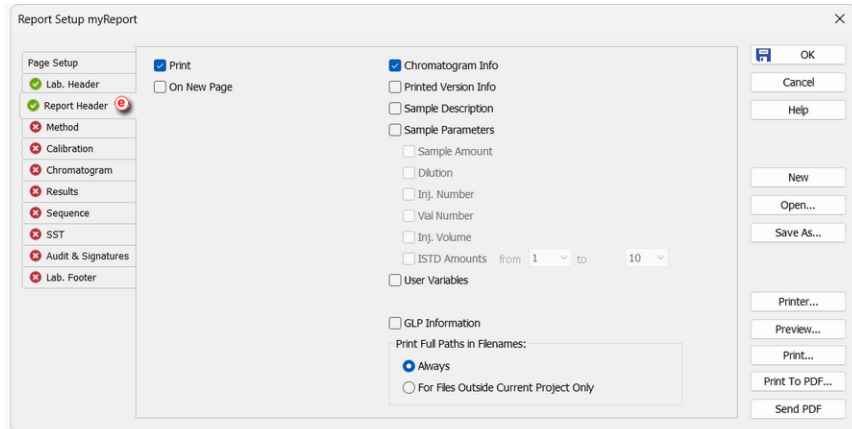 Report Setup myReport
Page Setup
Lab. Header
Report Header e
Method
Calibration
Chromatogram
Results
Sequence
SST
Audit & Signatures
Lab. Footer
Print
On New Page
Chromatogram Info
Printed Version Info
Sample Description
Sample Parameters
Sample Amount
Dilution
Inj. Number
Vial Number
Inj. Volume
ISTD Amounts from 1 to 10
User Variables
GLP Information
Print Full Paths in Filenames:
Always
For Files Outside Current Project Only
OK
Cancel
Help
New
Open...
Save As...
Printer...
Preview...
Print...
Print To PDF...
Send PDF